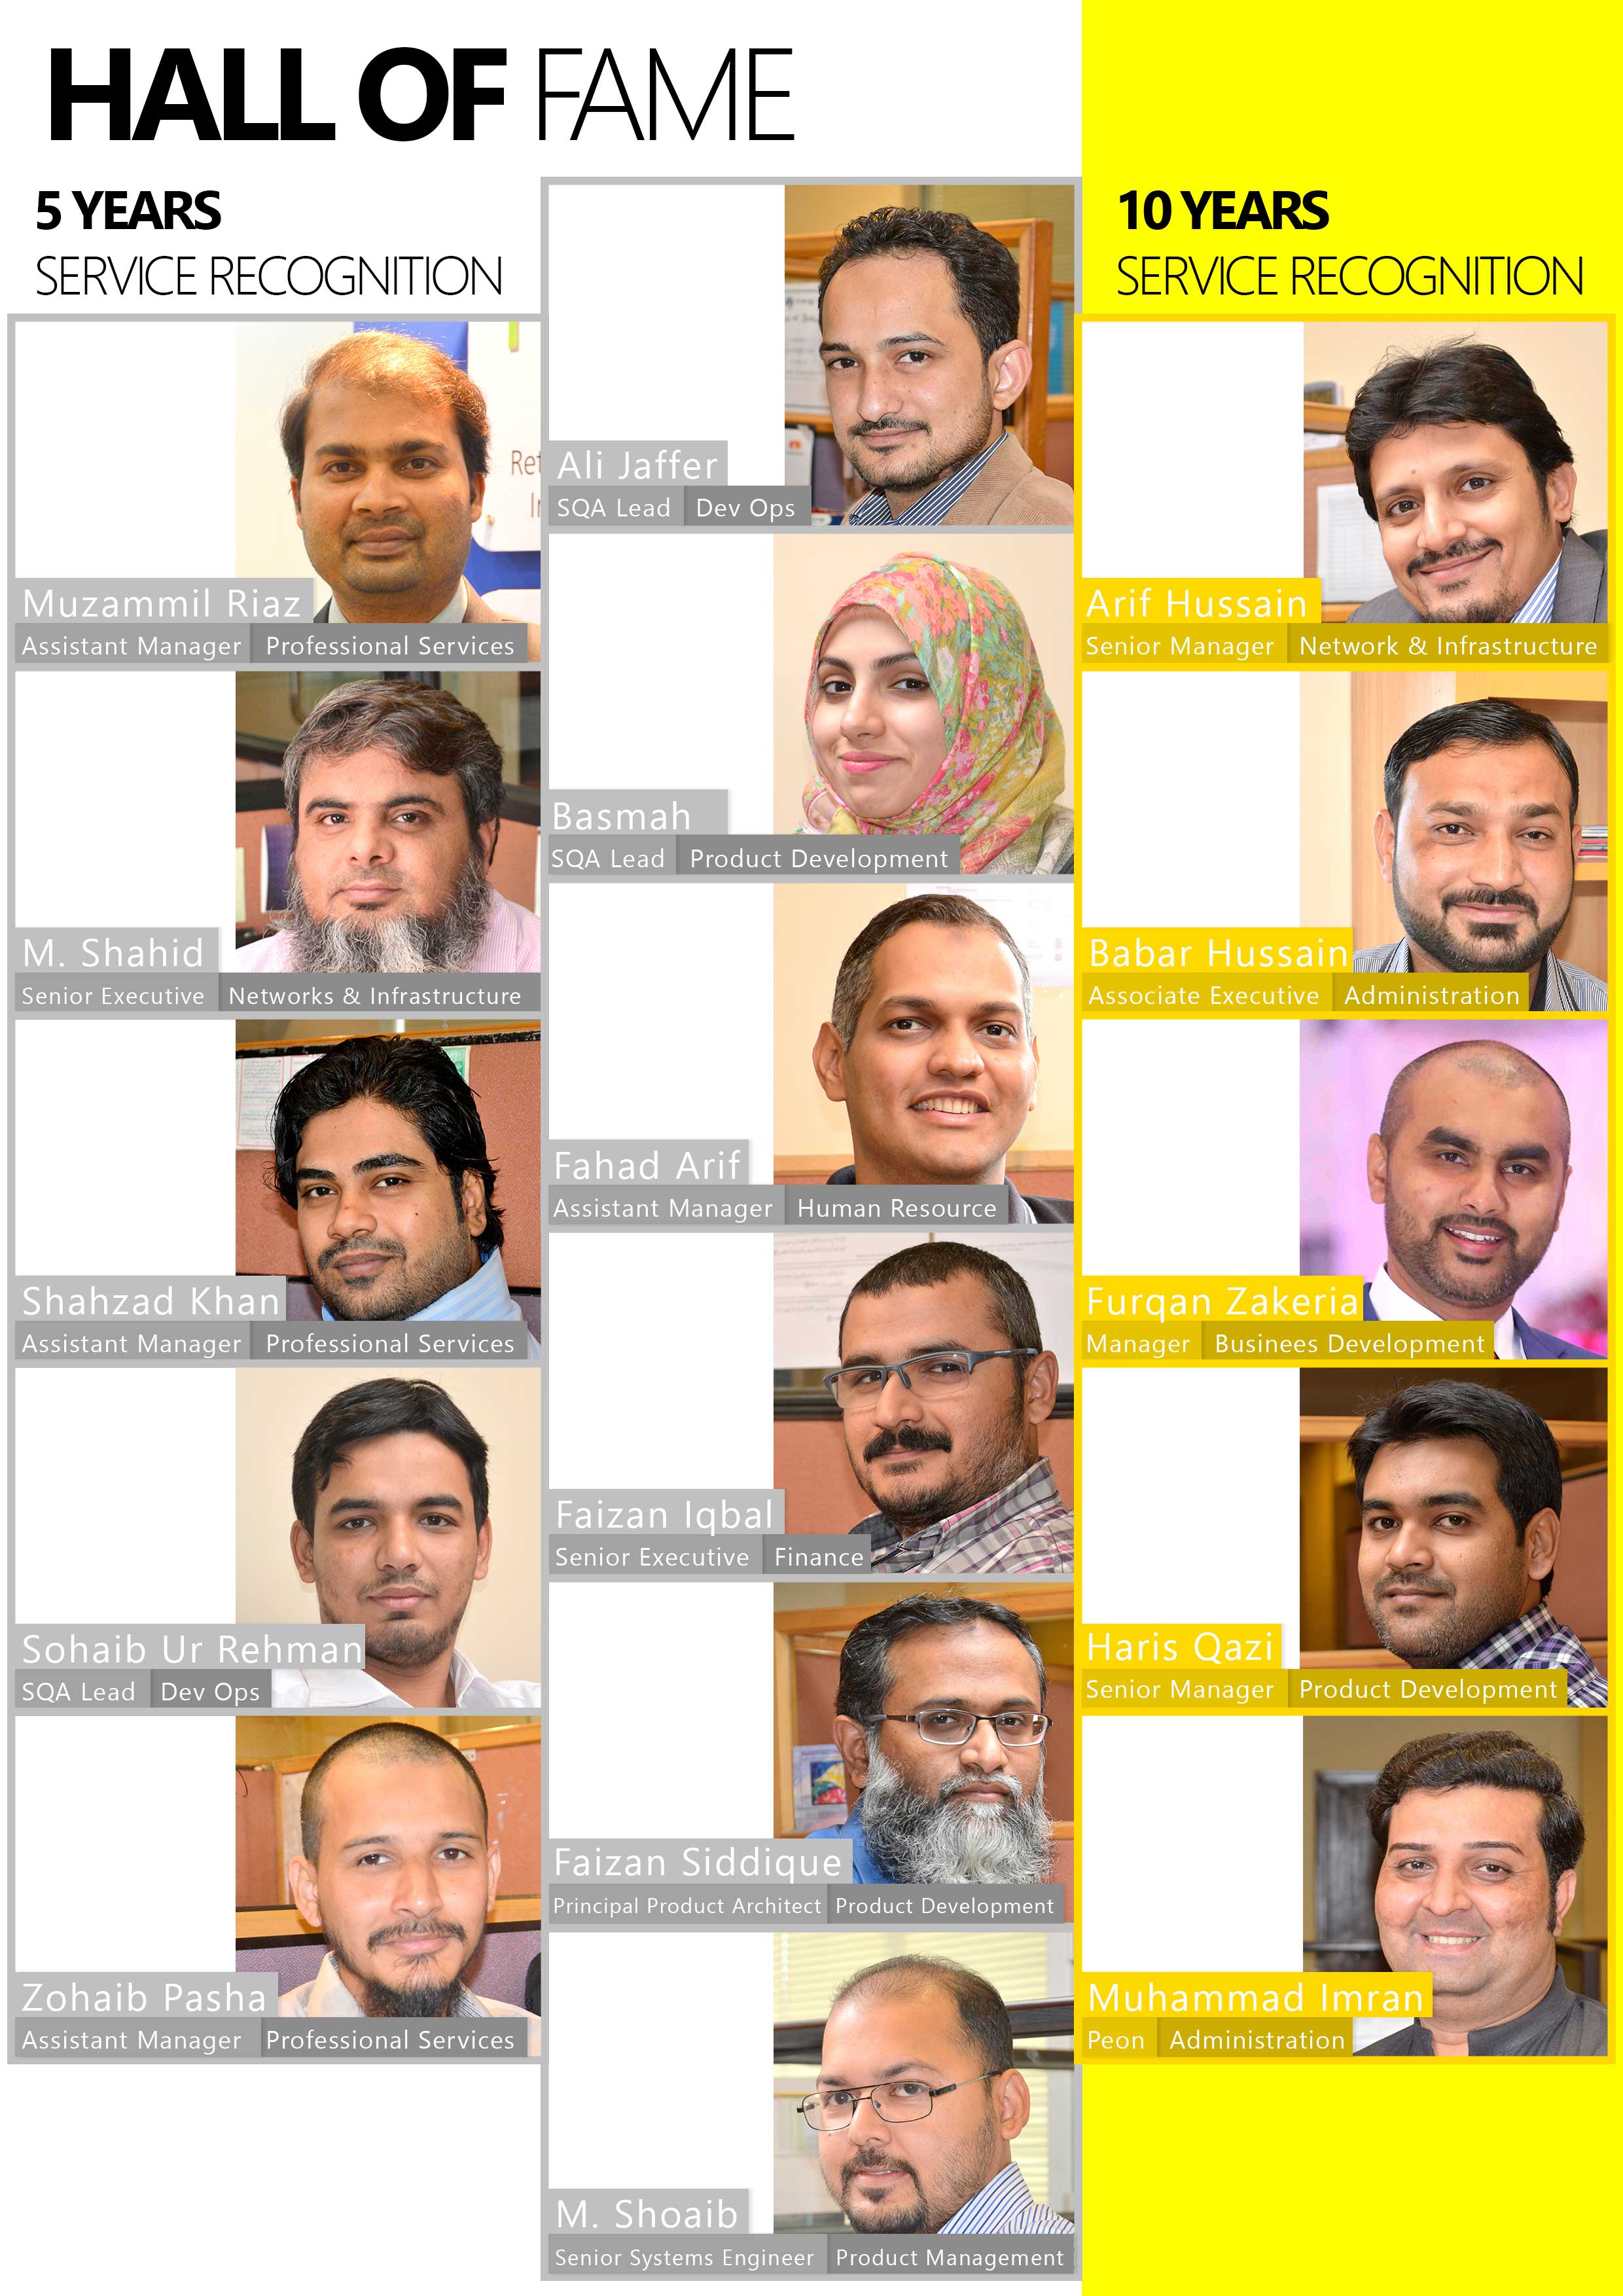 HALL OF FAME
5 YEARS
SERVICE RECOGNITION
Muzammil Riaz
Assistant Manager Professional Services
M. Shahid
Senior Executive Networks & Infrastructure
Shahzad Khan
Assistant Manager Professional Services
Sohaib Ur Rehman
SQA Lead Dev Ops
Zohaib Pasha
Assistant Manager Professional Services
Ali Jaffer
SQA Lead Dev Ops
Basmah
SQA Lead Product Development
Fahad Arif
Assistant Manager Human Resource
Faizan Iqbal
Senior Executive Finance
Faizan Siddique
Principal Product Architect Product Development
M. Shoaib
Senior Systems Engineer Product Management
10 YEARS
SERVICE RECOGNITION
Arif Hussain
Senior Manager Network & Infrastructure
Babar Hussain
Associate Executive Administration
Furqan Zakeria
Manager Businees Development
Haris Qazi
Senior Manager Product Development
Muhammad Imran
Peon Administration